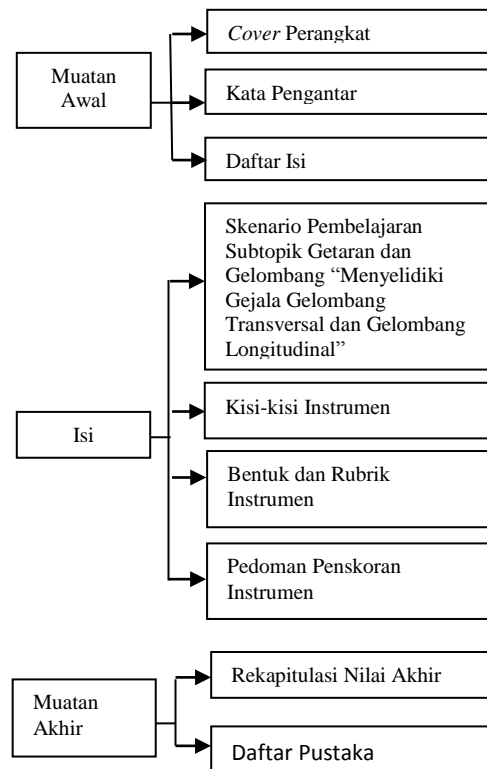 Muatan
Awal
Cover Perangkat
Kata Pengantar
Daftar Isi
Isi
Skenario Pembelajaran
Subtopik Getaran dan
Gelombang “Menyelidiki
Gejala Gelombang
Transversal dan Gelombang
Longitudinal”
Kisi-kisi Instrumen
Bentuk dan Rubrik
Instrumen
Pedoman Penskoran
Instrumen
Muatan
Akhir
Rekapitulasi Nilai Akhir
Daftar Pustaka